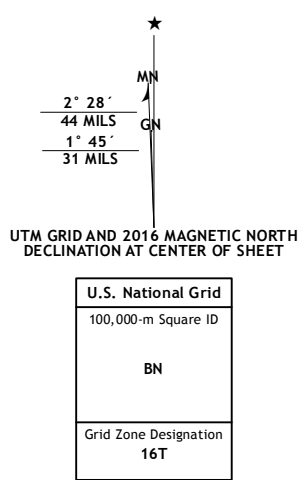 ★
MN
2° 28´
44 MILS
GN
1° 45´
31 MILS
UTM GRID AND 2016 MAGNETIC NORTH
DECLINATION AT CENTER OF SHEET
U.S. National Grid
100,000-m Square ID
BN
Grid Zone Designation
16T